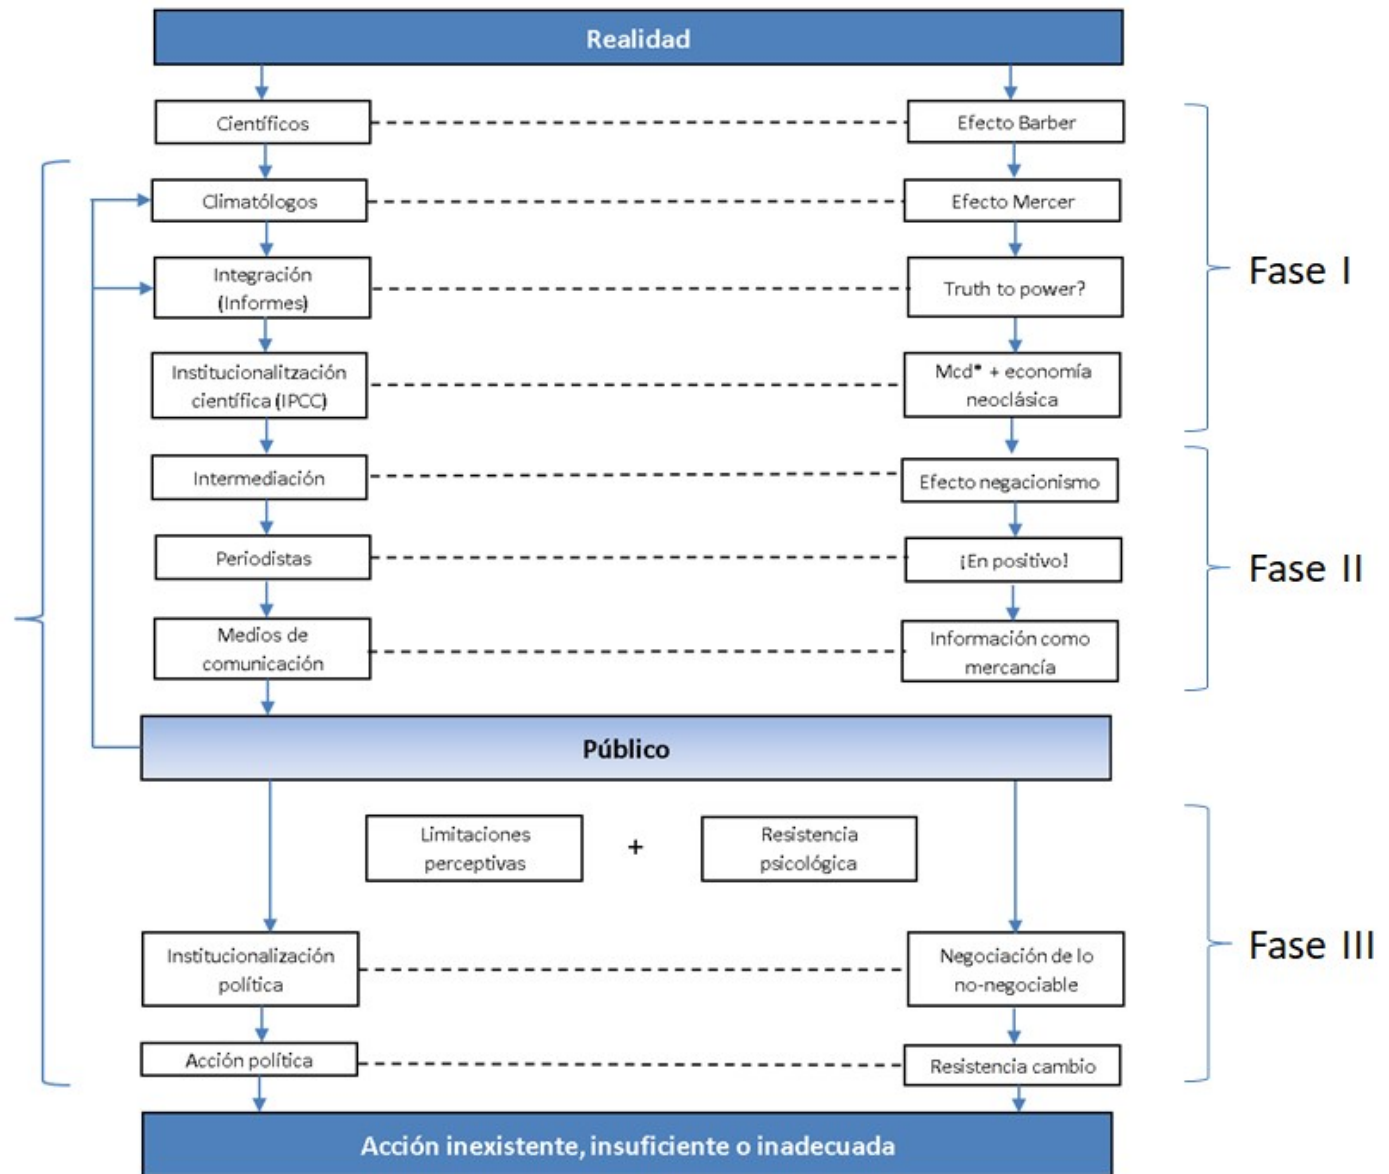 Realidad
Científicos
Efecto Barber
Climatólogos
Efecto Mercer
Integración
(Informes)
Truth to power?
Fase I
Institucionalitzación
científica (IPCC)
Mcd* + economía
neoclásica
Intermediación
Efecto negacionismo
Periodistas
¡En positivo!
Fase II
Medios de
comunicación
Información como
mercancía
Público
Limitaciones
perceptivas
+
Resistencia
psicológica
Institucionalización
política
Negociación de lo
no-negociable
Fase III
Acción política
Resistencia cambio
Acción inexistente, insuficiente o inadecuada